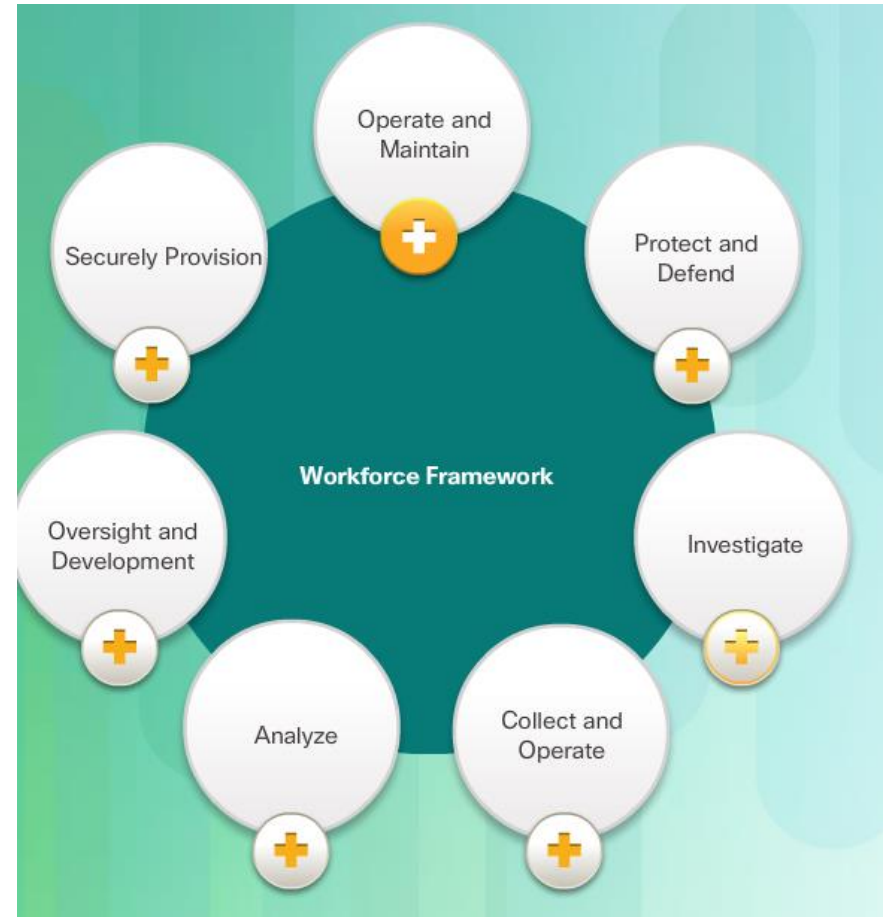 Operate and
Maintain
Securely Provision
Protect and
Defend
Workforce Framework
Oversight and
Development
Investigate
Analyze
Collect and
Operate